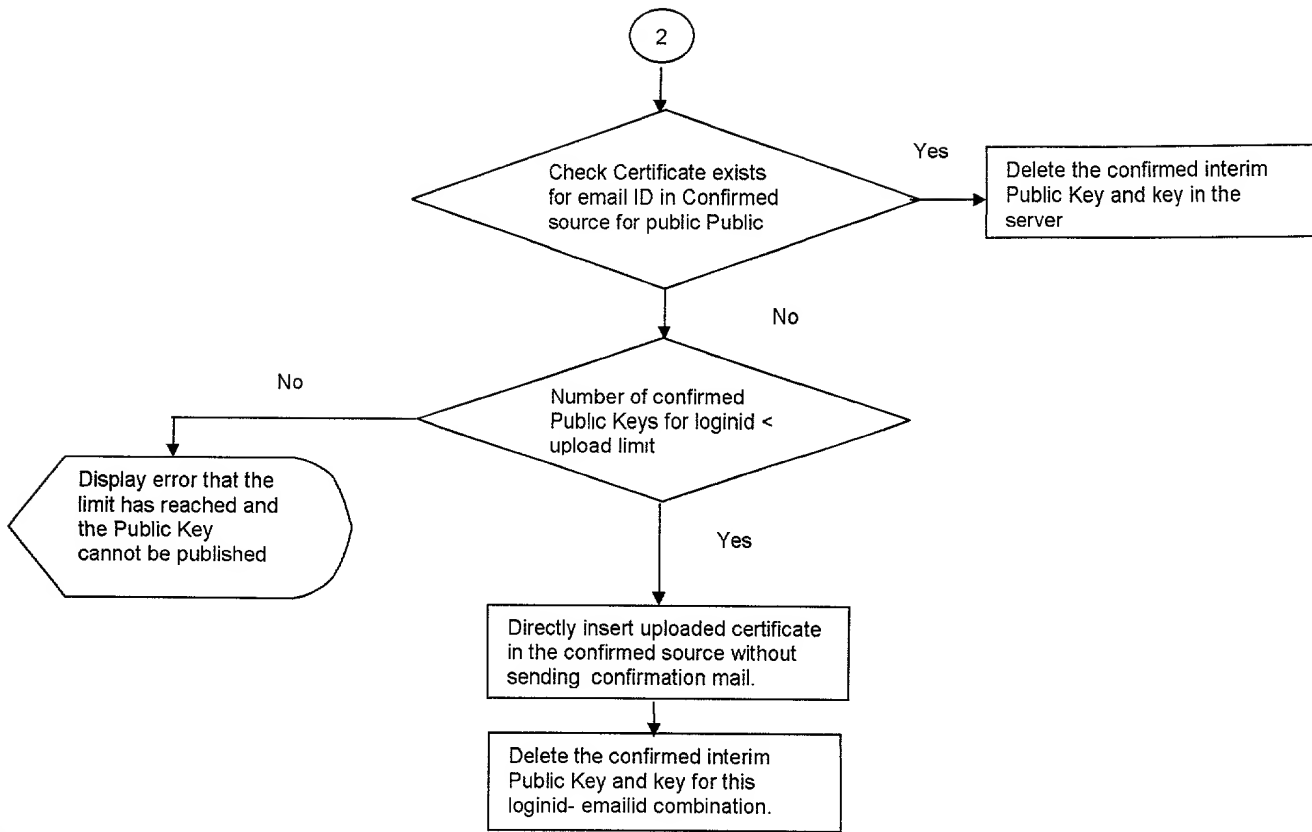 2
Check Certificate exists
for email ID in Confirmed
source for public Public
Yes
Delete the confirmed interim
Public Key and key in the
server
No
No
Number of confirmed
Public Keys for loginid <
upload limit
Display error that the
limit has reached and
the Public Key
cannot be published
Yes
Directly insert uploaded certificate
in the confirmed source without
sending confirmation mail.
Delete the confirmed interim
Public Key and key for this
loginid- emailid combination.